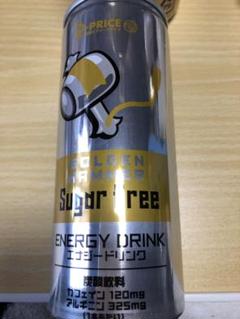 D-PRICE
GOLDEN
HAMMER
Sugar free
ENERGY DRINK
エナジードリンク
炭酸飲料
カフェイン 120mg
アルギニン 325mg